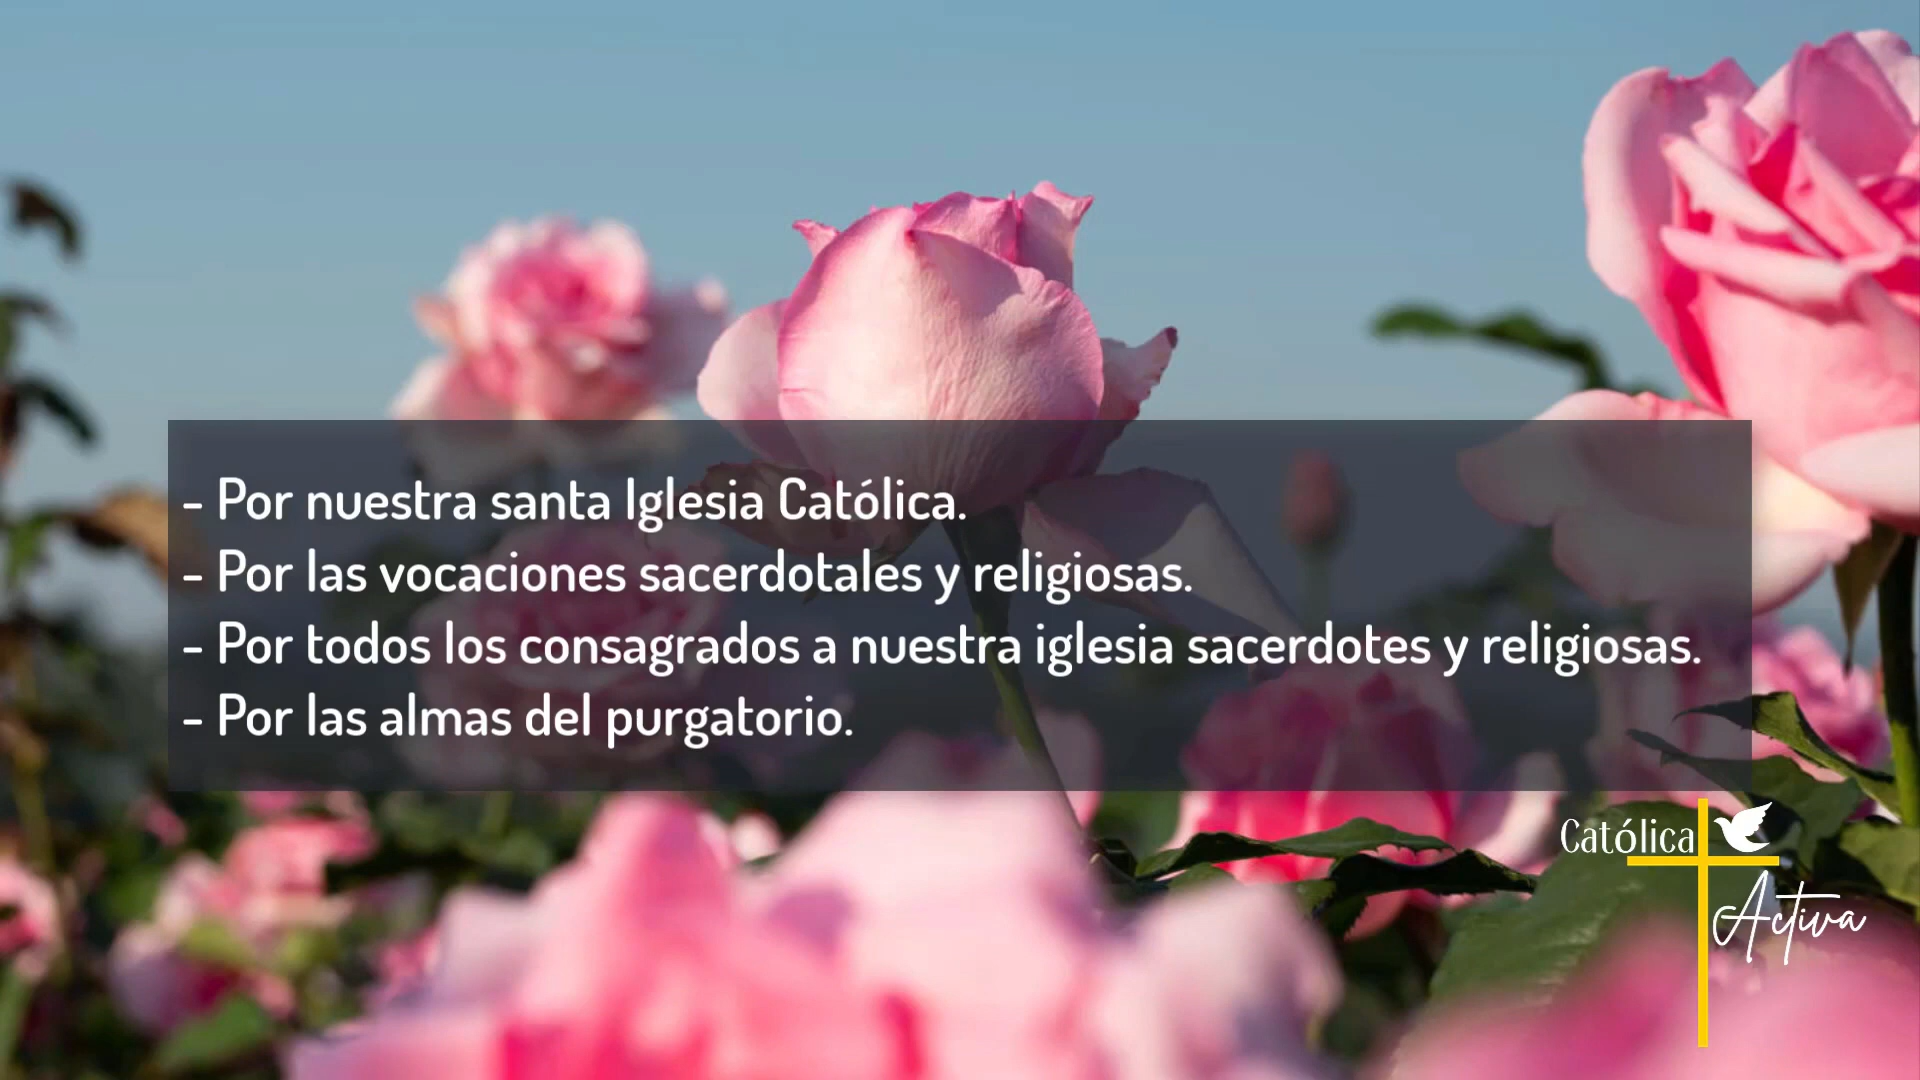 - Por nuestra santa Iglesia Católica.
- Por las vocaciones sacerdotales y religiosas.
- Por todos los consagrados a nuestra iglesia sacerdotes y religiosas.
- Por las almas del purgatorio.
Católica
Activa